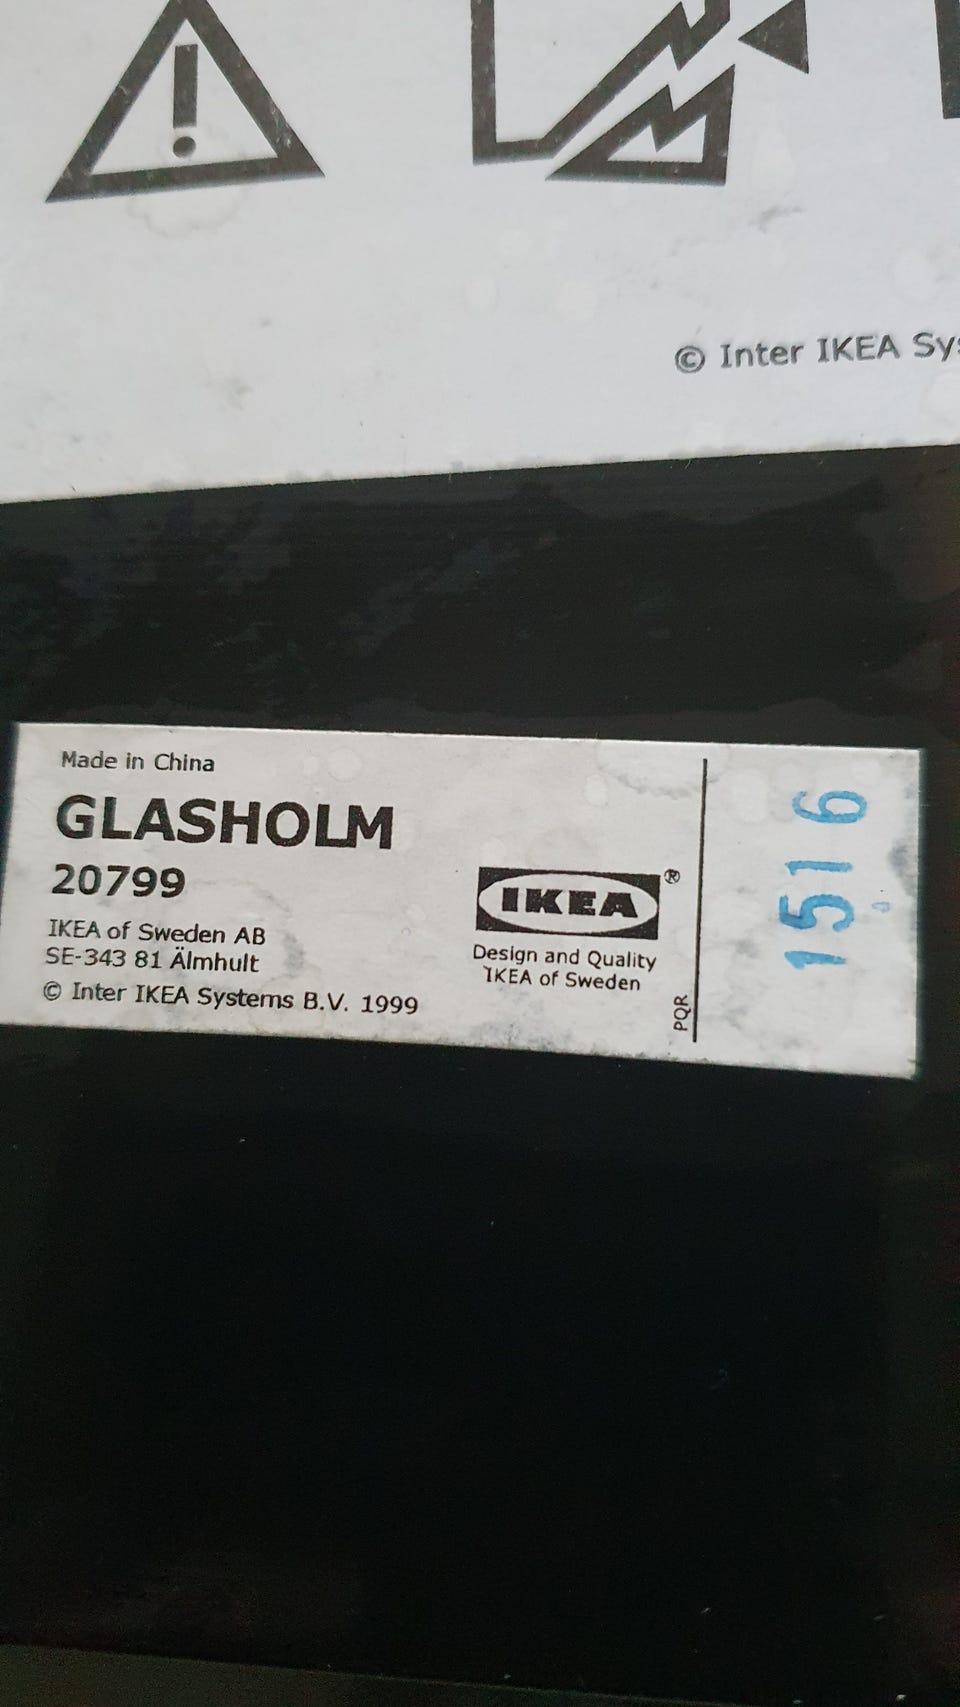 !
© Inter IKEA
Made in China
GLASHOLM
20799
IKEA of Sweden AB
SE-343 81 Älmhult
© Inter IKEA Systems B.V. 1999
IKEA®
Design and Quality
IKEA of Sweden
PQR
1516